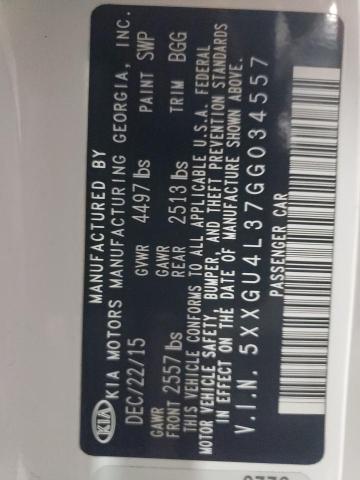 KIA
MANUFACTURED BY
KIA MOTORS MANUFACTURING GEORGIA, INC.
DEC/22/15 GVWR 4497 lbs PAINT SWP
GAWR FRONT 2557 lbs GAWR REAR 2513 lbs TRIM BGG
THIS VEHICLE CONFORMS TO ALL APPLICABLE U.S.A. FEDERAL
MOTOR VEHICLE SAFETY, BUMPER, AND THEFT PREVENTION STANDARDS
IN EFFECT ON THE DATE OF MANUFACTURE SHOWN ABOVE.
V.I.N. 5XXGU4L37GG034557
PASSENGER CAR